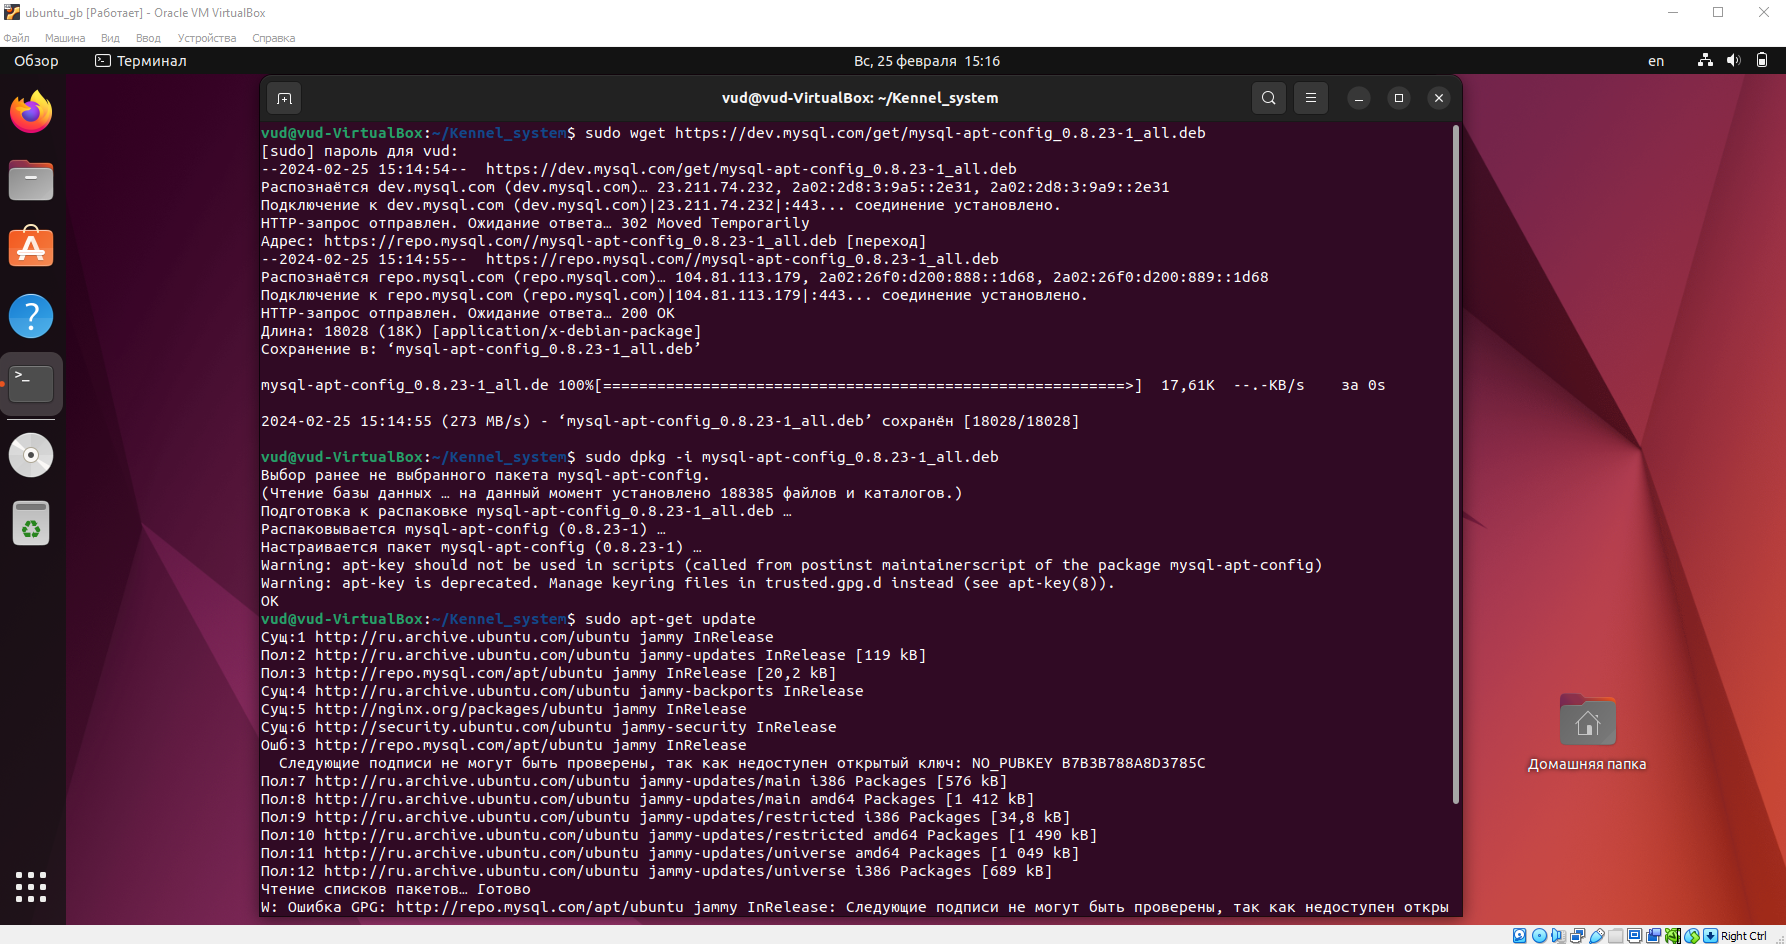 ubuntu_gb [Работает] - Oracle VM VirtualBox
Файл Машина Вид Ввод Устройства Справка
Обзор Терминал Вс, 25 февраля 15:16 en
vud@vud-VirtualBox: ~/Kennel_system
vud@vud-VirtualBox:~/Kennel_system$ sudo wget https://dev.mysql.com/get/mysql-apt-config_0.8.23-1_all.deb
[sudo] пароль для vud:
--2024-02-25 15:14:54--  https://dev.mysql.com/get/mysql-apt-config_0.8.23-1_all.deb
Распознаётся dev.mysql.com (dev.mysql.com)… 23.211.74.232, 2a02:2d8:3:9a5::2e31, 2a02:2d8:3:9a9::2e31
Подключение к dev.mysql.com (dev.mysql.com)|23.211.74.232|:443... соединение установлено.
HTTP-запрос отправлен. Ожидание ответа… 302 Moved Temporarily
Адрес: https://repo.mysql.com//mysql-apt-config_0.8.23-1_all.deb [переход]
--2024-02-25 15:14:55--  https://repo.mysql.com//mysql-apt-config_0.8.23-1_all.deb
Распознаётся repo.mysql.com (repo.mysql.com)… 104.81.113.179, 2a02:26f0:d200:888::1d68, 2a02:26f0:d200:889::1d68
Подключение к repo.mysql.com (repo.mysql.com)|104.81.113.179|:443... соединение установлено.
HTTP-запрос отправлен. Ожидание ответа… 200 OK
Длина: 18028 (18K) [application/x-debian-package]
Сохранение в: ‘mysql-apt-config_0.8.23-1_all.deb’
mysql-apt-config_0.8.23-1_all.de 100%[==========================================================>]  17,61K  --.-KB/s    за 0s
2024-02-25 15:14:55 (273 MB/s) - ‘mysql-apt-config_0.8.23-1_all.deb’ сохранён [18028/18028]
vud@vud-VirtualBox:~/Kennel_system$ sudo dpkg -i mysql-apt-config_0.8.23-1_all.deb
Выбор ранее не выбранного пакета mysql-apt-config.
(Чтение базы данных … на данный момент установлено 188385 файлов и каталогов.)
Подготовка к распаковке mysql-apt-config_0.8.23-1_all.deb …
Распаковывается mysql-apt-config (0.8.23-1) …
Настраивается пакет mysql-apt-config (0.8.23-1) …
Warning: apt-key should not be used in scripts (called from postinst maintainerscript of the package mysql-apt-config)
Warning: apt-key is deprecated. Manage keyring files in trusted.gpg.d instead (see apt-key(8)).
OK
vud@vud-VirtualBox:~/Kennel_system$ sudo apt-get update
Сущ:1 http://ru.archive.ubuntu.com/ubuntu jammy InRelease
Пол:2 http://ru.archive.ubuntu.com/ubuntu jammy-updates InRelease [119 kB]
Пол:3 http://repo.mysql.com/apt/ubuntu jammy InRelease [20,2 kB]
Сущ:4 http://ru.archive.ubuntu.com/ubuntu jammy-backports InRelease
Сущ:5 http://nginx.org/packages/ubuntu jammy InRelease
Сущ:6 http://security.ubuntu.com/ubuntu jammy-security InRelease
Ошб:3 http://repo.mysql.com/apt/ubuntu jammy InRelease
  Следующие подписи не могут быть проверены, так как недоступен открытый ключ: NO_PUBKEY B7B3B788A8D3785C
Пол:7 http://ru.archive.ubuntu.com/ubuntu jammy-updates/main i386 Packages [576 kB]
Пол:8 http://ru.archive.ubuntu.com/ubuntu jammy-updates/main amd64 Packages [1 412 kB]
Пол:9 http://ru.archive.ubuntu.com/ubuntu jammy-updates/restricted i386 Packages [34,8 kB]
Пол:10 http://ru.archive.ubuntu.com/ubuntu jammy-updates/restricted amd64 Packages [1 490 kB]
Пол:11 http://ru.archive.ubuntu.com/ubuntu jammy-updates/universe amd64 Packages [1 049 kB]
Пол:12 http://ru.archive.ubuntu.com/ubuntu jammy-updates/universe i386 Packages [689 kB]
Чтение списков пакетов… Готово
W: Ошибка GPG: http://repo.mysql.com/apt/ubuntu jammy InRelease: Следующие подписи не могут быть проверены, так как недоступен откры
Домашняя папка
Right Ctrl